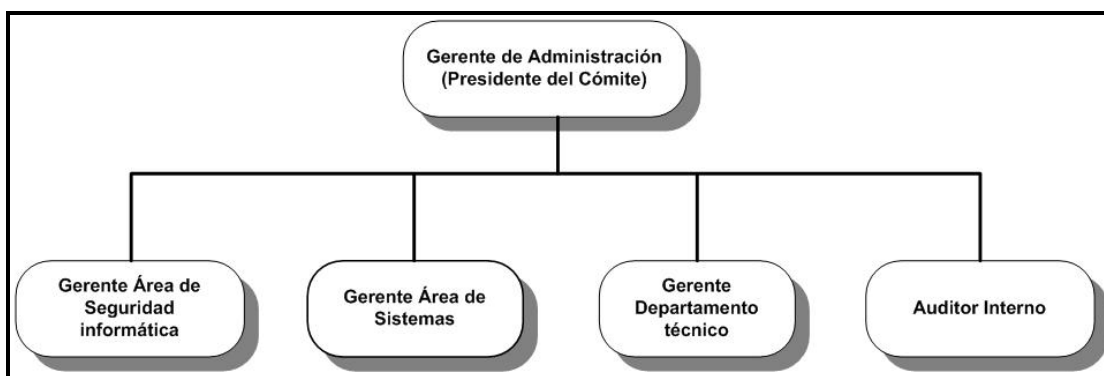 Gerente de Administración
(Presidente del Cómite)
Gerente Área de
Seguridad
informática
Gerente Área de
Sistemas
Gerente
Departamento
técnico
Auditor Interno